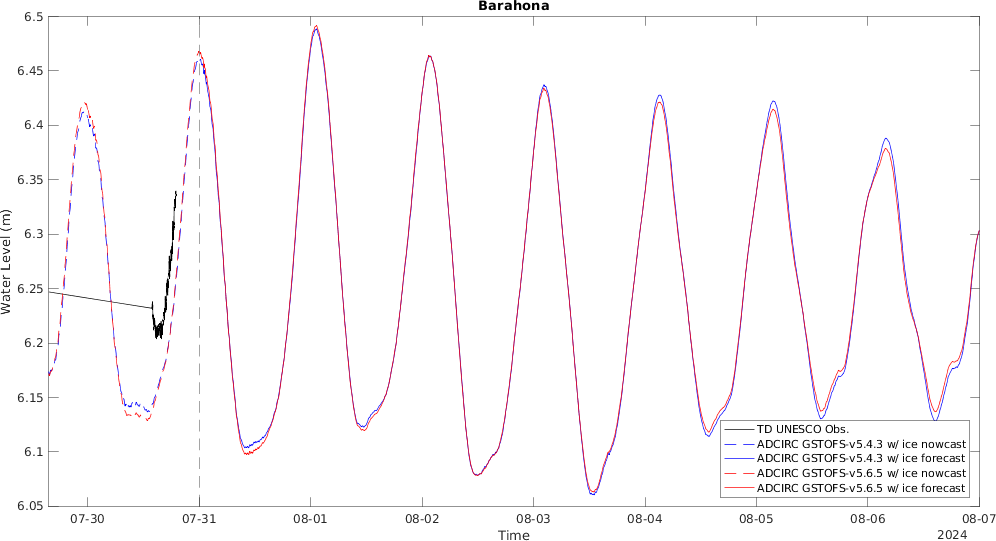 Barahona
6.5
6.45
6.4
6.35
6.3
6.25
6.2
6.15
6.1
6.05
Water Level (m)
TD UNESCO Obs.
ADCIRC GSTOFS-v5.4.3 w/ ice nowcast
ADCIRC GSTOFS-v5.4.3 w/ ice forecast
ADCIRC GSTOFS-v5.6.5 w/ ice nowcast
ADCIRC GSTOFS-v5.6.5 w/ ice forecast
07-30 07-31 08-01 08-02 08-03 08-04 08-05 08-06 08-07
Time
2024